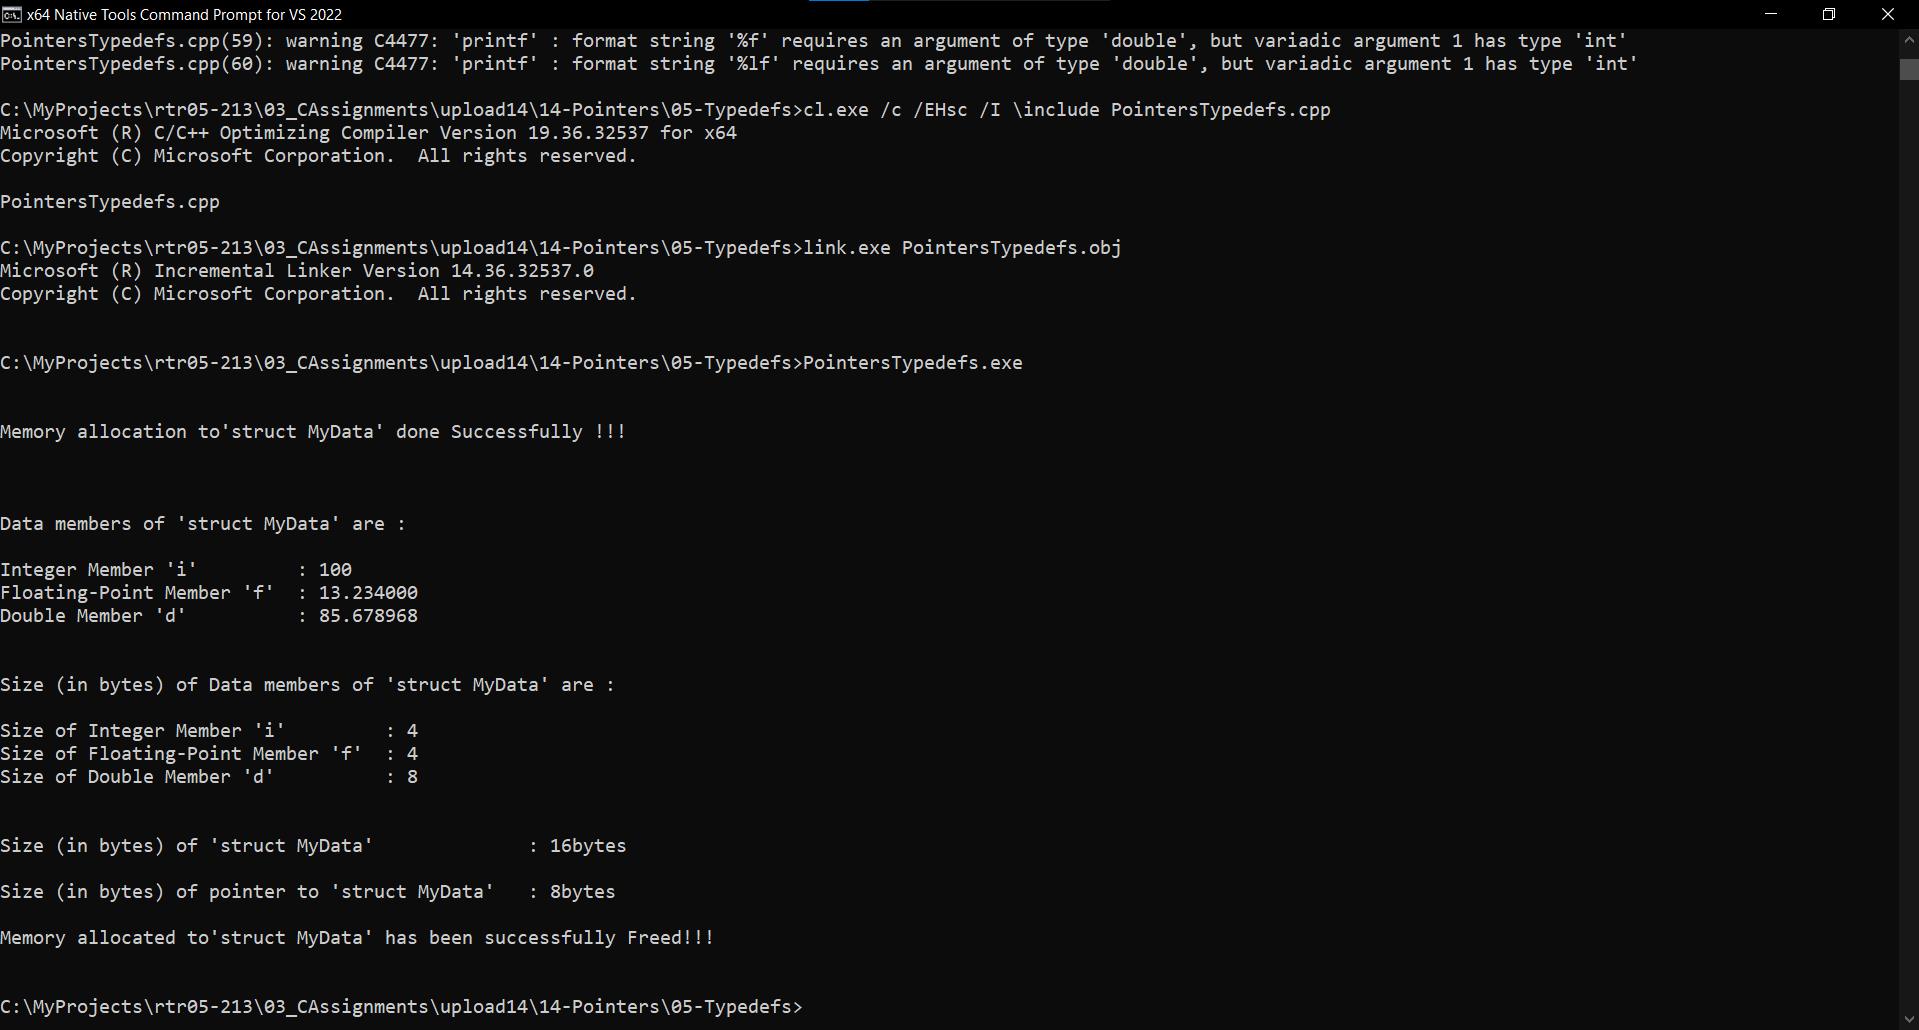 x64 Native Tools Command Prompt for VS 2022
PointersTypedefs.cpp(59): warning C4477: 'printf' : format string '%f' requires an argument of type 'double', but variadic argument 1 has type 'int'
PointersTypedefs.cpp(60): warning C4477: 'printf' : format string '%lf' requires an argument of type 'double', but variadic argument 1 has type 'int'
C:\MyProjects\rtr05-213\03_CAssignments\upload14\14-Pointers\05-Typedefs>cl.exe /c /EHsc /I \include PointersTypedefs.cpp
Microsoft (R) C/C++ Optimizing Compiler Version 19.36.32537 for x64
Copyright (C) Microsoft Corporation.  All rights reserved.
PointersTypedefs.cpp
C:\MyProjects\rtr05-213\03_CAssignments\upload14\14-Pointers\05-Typedefs>link.exe PointersTypedefs.obj
Microsoft (R) Incremental Linker Version 14.36.32537.0
Copyright (C) Microsoft Corporation.  All rights reserved.
C:\MyProjects\rtr05-213\03_CAssignments\upload14\14-Pointers\05-Typedefs>PointersTypedefs.exe
Memory allocation to'struct MyData' done Successfully !!!
Data members of 'struct MyData' are :
Integer Member 'i'         : 100
Floating-Point Member 'f'  : 13.234000
Double Member 'd'          : 85.678968
Size (in bytes) of Data members of 'struct MyData' are :
Size of Integer Member 'i'         : 4
Size of Floating-Point Member 'f'  : 4
Size of Double Member 'd'          : 8
Size (in bytes) of 'struct MyData'              : 16bytes
Size (in bytes) of pointer to 'struct MyData'   : 8bytes
Memory allocated to'struct MyData' has been successfully Freed!!!
C:\MyProjects\rtr05-213\03_CAssignments\upload14\14-Pointers\05-Typedefs>